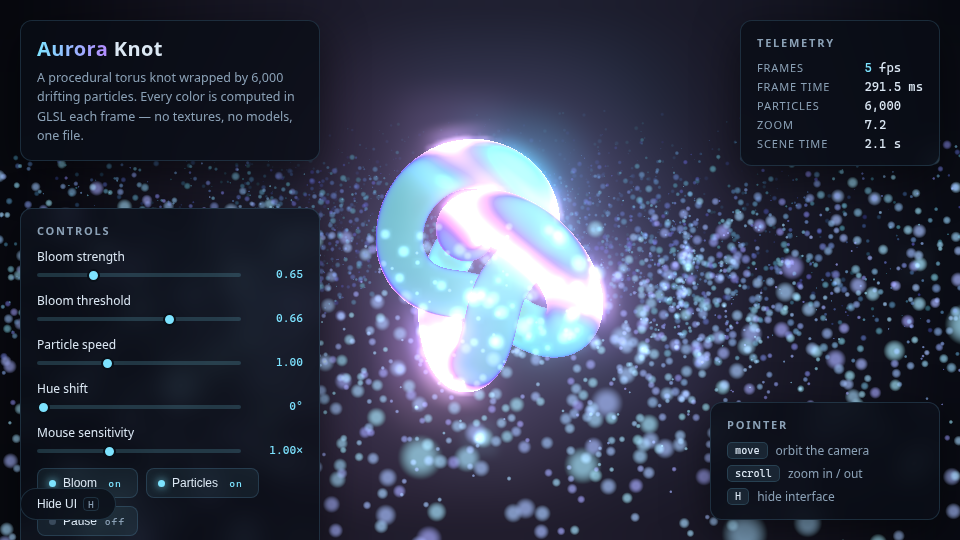 Aurora Knot
A procedural torus knot wrapped by 6,000
drifting particles. Every color is computed in
GLSL each frame — no textures, no models,
one file.
CONTROLS
Bloom strength
0.65
Bloom threshold
0.66
Particle speed
1.00
Hue shift
0°
Mouse sensitivity
1.00×
Bloom on
Particles on
Hide UI H
Pause off
TELEMETRY
FRAMES 5 fps
FRAME TIME 291.5 ms
PARTICLES 6,000
ZOOM 7.2
SCENE TIME 2.1 s
POINTER
move orbit the camera
scroll zoom in / out
H hide interface